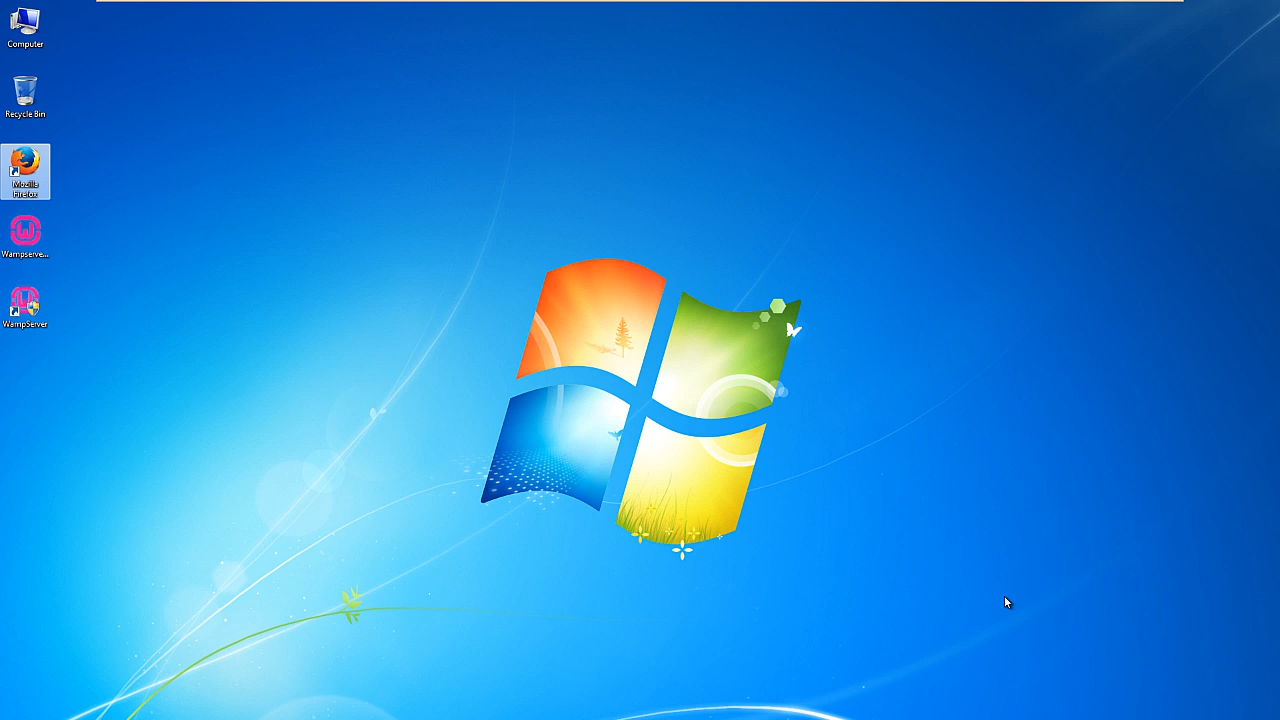 Computer
Recycle Bin
Mozilla
Firefox
Wampserve...
WampServer